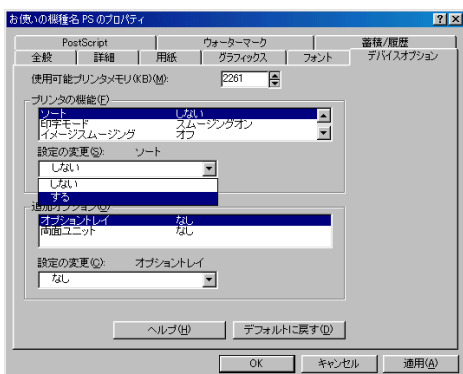 お使いの機種名 PS のプロパティ
PostScript ウォーターマーク 蓄積/履歴
全般 詳細 用紙 グラフィックス フォント デバイスオプション
使用可能プリンタメモリ(KB)(M): 2261
プリンタの機能(F)
ソート しない
印字モード スムージングオン
イメージスムージング オフ
設定の変更(S): ソート
しない
しない
する
追加オプション(O)
オプショントレイ なし
両面ユニット なし
設定の変更(C): オプショントレイ
なし
ヘルプ(H) デフォルトに戻す(D)
OK キャンセル 適用(A)